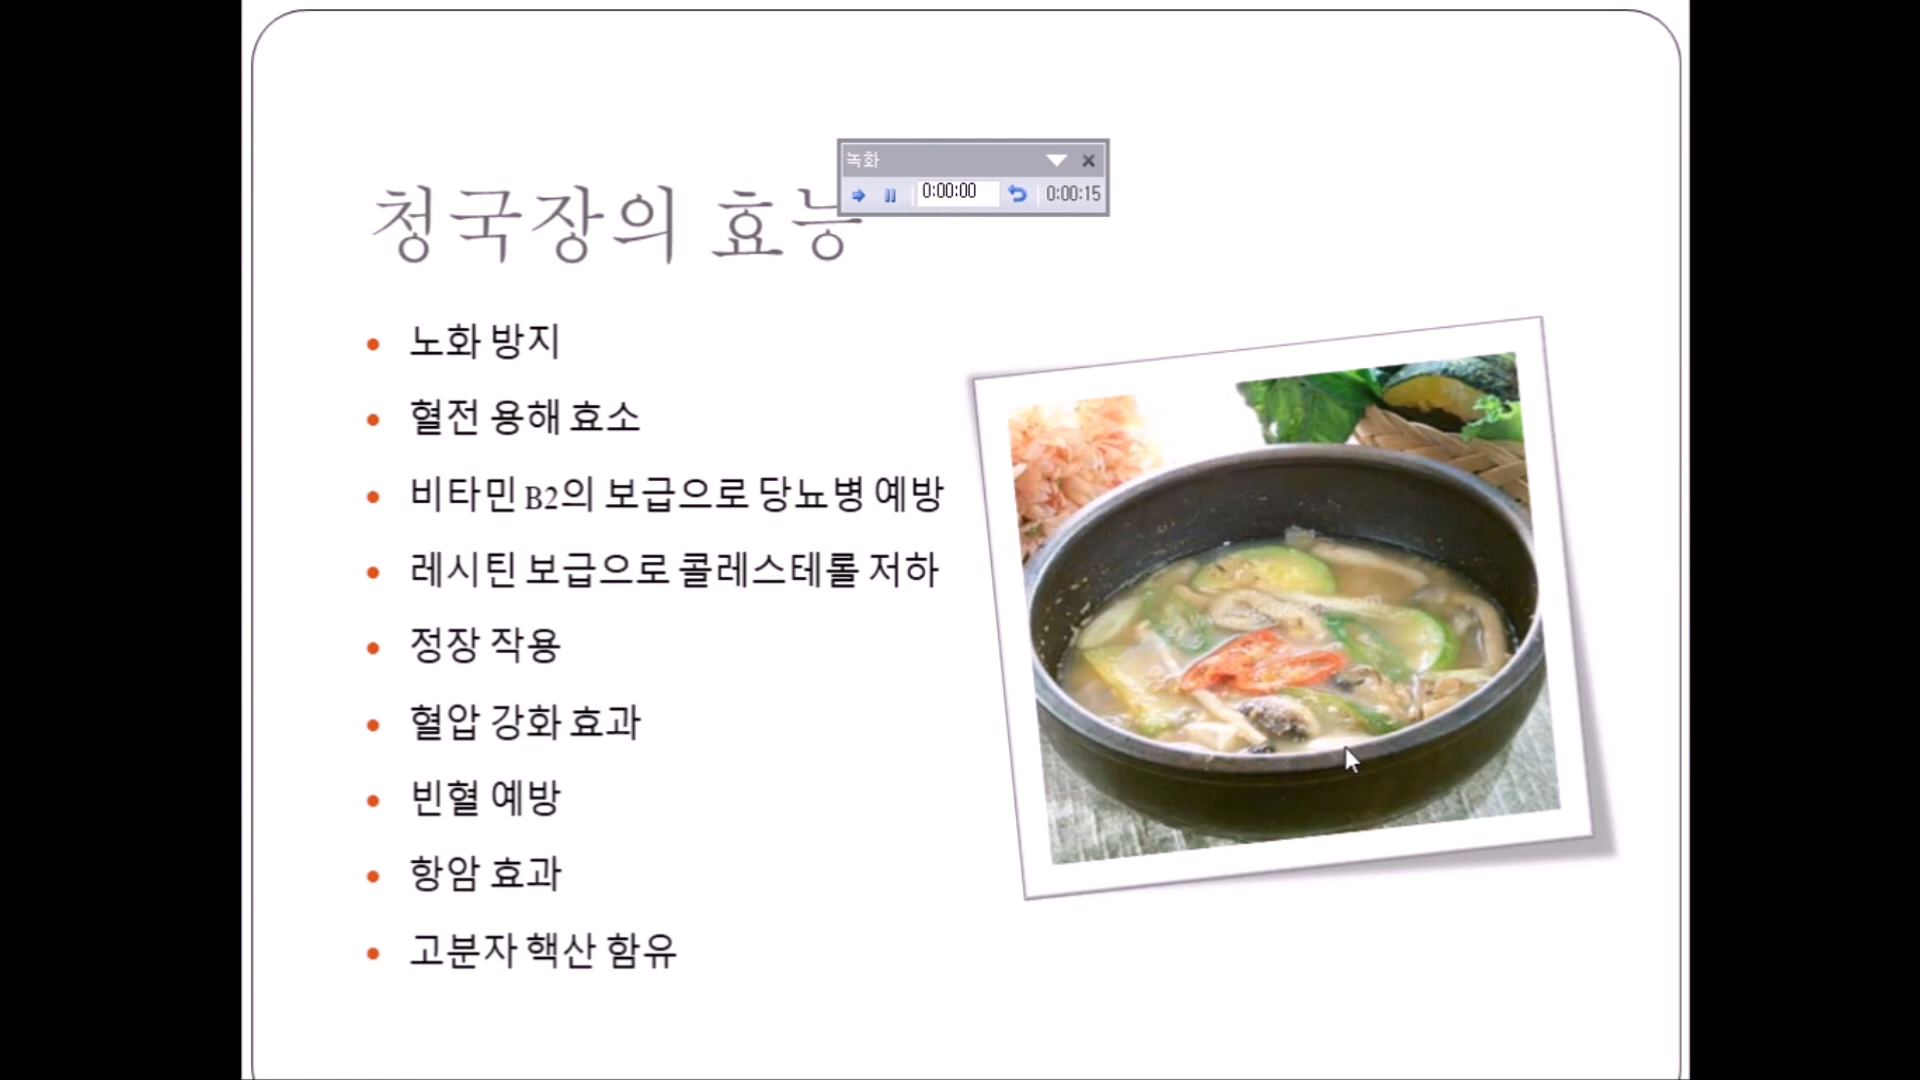 녹화
0:00:00
0:00:15
청국장의 효능
노화 방지
혈전 용해 효소
비타민 B2의 보급으로 당뇨병 예방
레시틴 보급으로 콜레스테롤 저하
정장 작용
혈압 강화 효과
빈혈 예방
항암 효과
고분자 핵산 함유